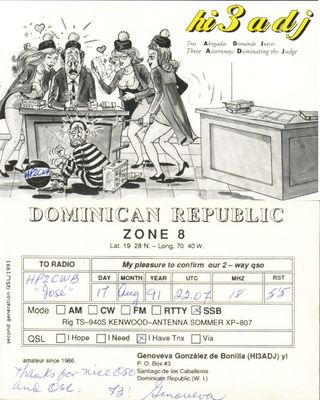 hi3adj
Tres Abogadas Domando Jueces
Three Attorneys Dominating the Judge
HP2CWB
DOMINICAN REPUBLIC
ZONE 8
Lat. 19 28 N. – Long, 70 40 W.
second generation QSL/1991
TO RADIO
My pleasure to confirm our 2 - way qso
HP2CWB
"José"
DAY MONTH YEAR UTC MHZ RST
17 Aug 91 22:07 18 55
Mode AM CW FM RTTY SSB
Rig TS-940S KENWOOD–ANTENNA SOMMER XP-807
QSL I Hope I Need I Have Tnx Via
amateur since 1986
Genoveva González de Bonilla (HI3ADJ) yl
P. O. Box #3
Santiago de los Caballeros
Dominican Republic (W. I.)
Thanks for nice QSO
and QSL. 73! Genoveva